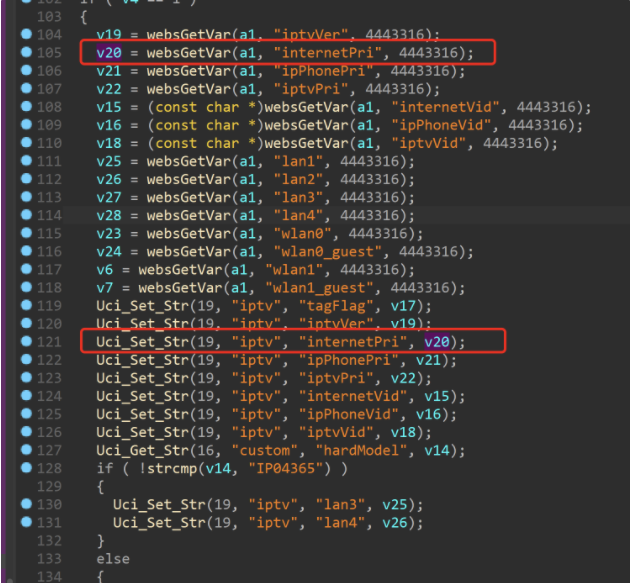 102 if ( v4 == 1 )
103 {
104 v19 = websGetVar(a1, "iptvVer", 4443316);
105 v20 = websGetVar(a1, "internetPri", 4443316);
106 v21 = websGetVar(a1, "ipPhonePri", 4443316);
107 v22 = websGetVar(a1, "iptvPri", 4443316);
108 v15 = (const char *)websGetVar(a1, "internetVid", 4443316);
109 v16 = (const char *)websGetVar(a1, "ipPhoneVid", 4443316);
110 v18 = (const char *)websGetVar(a1, "iptvVid", 4443316);
111 v25 = websGetVar(a1, "lan1", 4443316);
112 v26 = websGetVar(a1, "lan2", 4443316);
113 v27 = websGetVar(a1, "lan3", 4443316);
114 v28 = websGetVar(a1, "lan4", 4443316);
115 v23 = websGetVar(a1, "wlan0", 4443316);
116 v24 = websGetVar(a1, "wlan0_guest", 4443316);
117 v6 = websGetVar(a1, "wlan1", 4443316);
118 v7 = websGetVar(a1, "wlan1_guest", 4443316);
119 Uci_Set_Str(19, "iptv", "tagFlag", v17);
120 Uci_Set_Str(19, "iptv", "iptvVer", v19);
121 Uci_Set_Str(19, "iptv", "internetPri", v20);
122 Uci_Set_Str(19, "iptv", "ipPhonePri", v21);
123 Uci_Set_Str(19, "iptv", "iptvPri", v22);
124 Uci_Set_Str(19, "iptv", "internetVid", v15);
125 Uci_Set_Str(19, "iptv", "ipPhoneVid", v16);
126 Uci_Set_Str(19, "iptv", "iptvVid", v18);
127 Uci_Get_Str(16, "custom", "hardModel", v14);
128 if ( !strcmp(v14, "IP04365") )
129 {
130 Uci_Set_Str(19, "iptv", "lan3", v25);
131 Uci_Set_Str(19, "iptv", "lan4", v26);
132 }
133 else
134 {